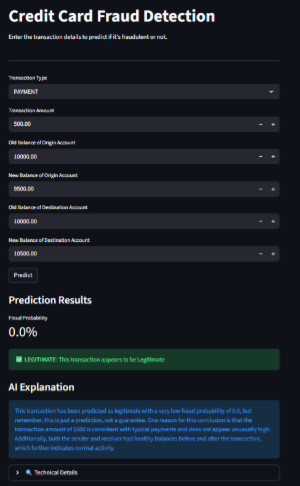 Credit Card Fraud Detection
Enter the transaction details to predict if it's fraudulent or not.
Transaction Type
PAYMENT
Transaction Amount
500.00
- +
Old Balance of Origin Account
10000.00
- +
New Balance of Origin Account
9500.00
- +
Old Balance of Destination Account
10000.00
- +
New Balance of Destination Account
10500.00
- +
Predict
Prediction Results
Fraud Probability
0.0%
✅ LEGITIMATE: This transaction appears to be Legitimate
AI Explanation
This transaction has been predicted as legitimate with a very low fraud probability of 0.0, but
remember, this is just a prediction, not a guarantee. One reason for this conclusion is that the
transaction amount of $500 is consistent with typical payments and does not appear unusually high.
Additionally, both the sender and receiver had healthy balances before and after the transaction,
which further indicates normal activity.
> 🔍 Technical Details